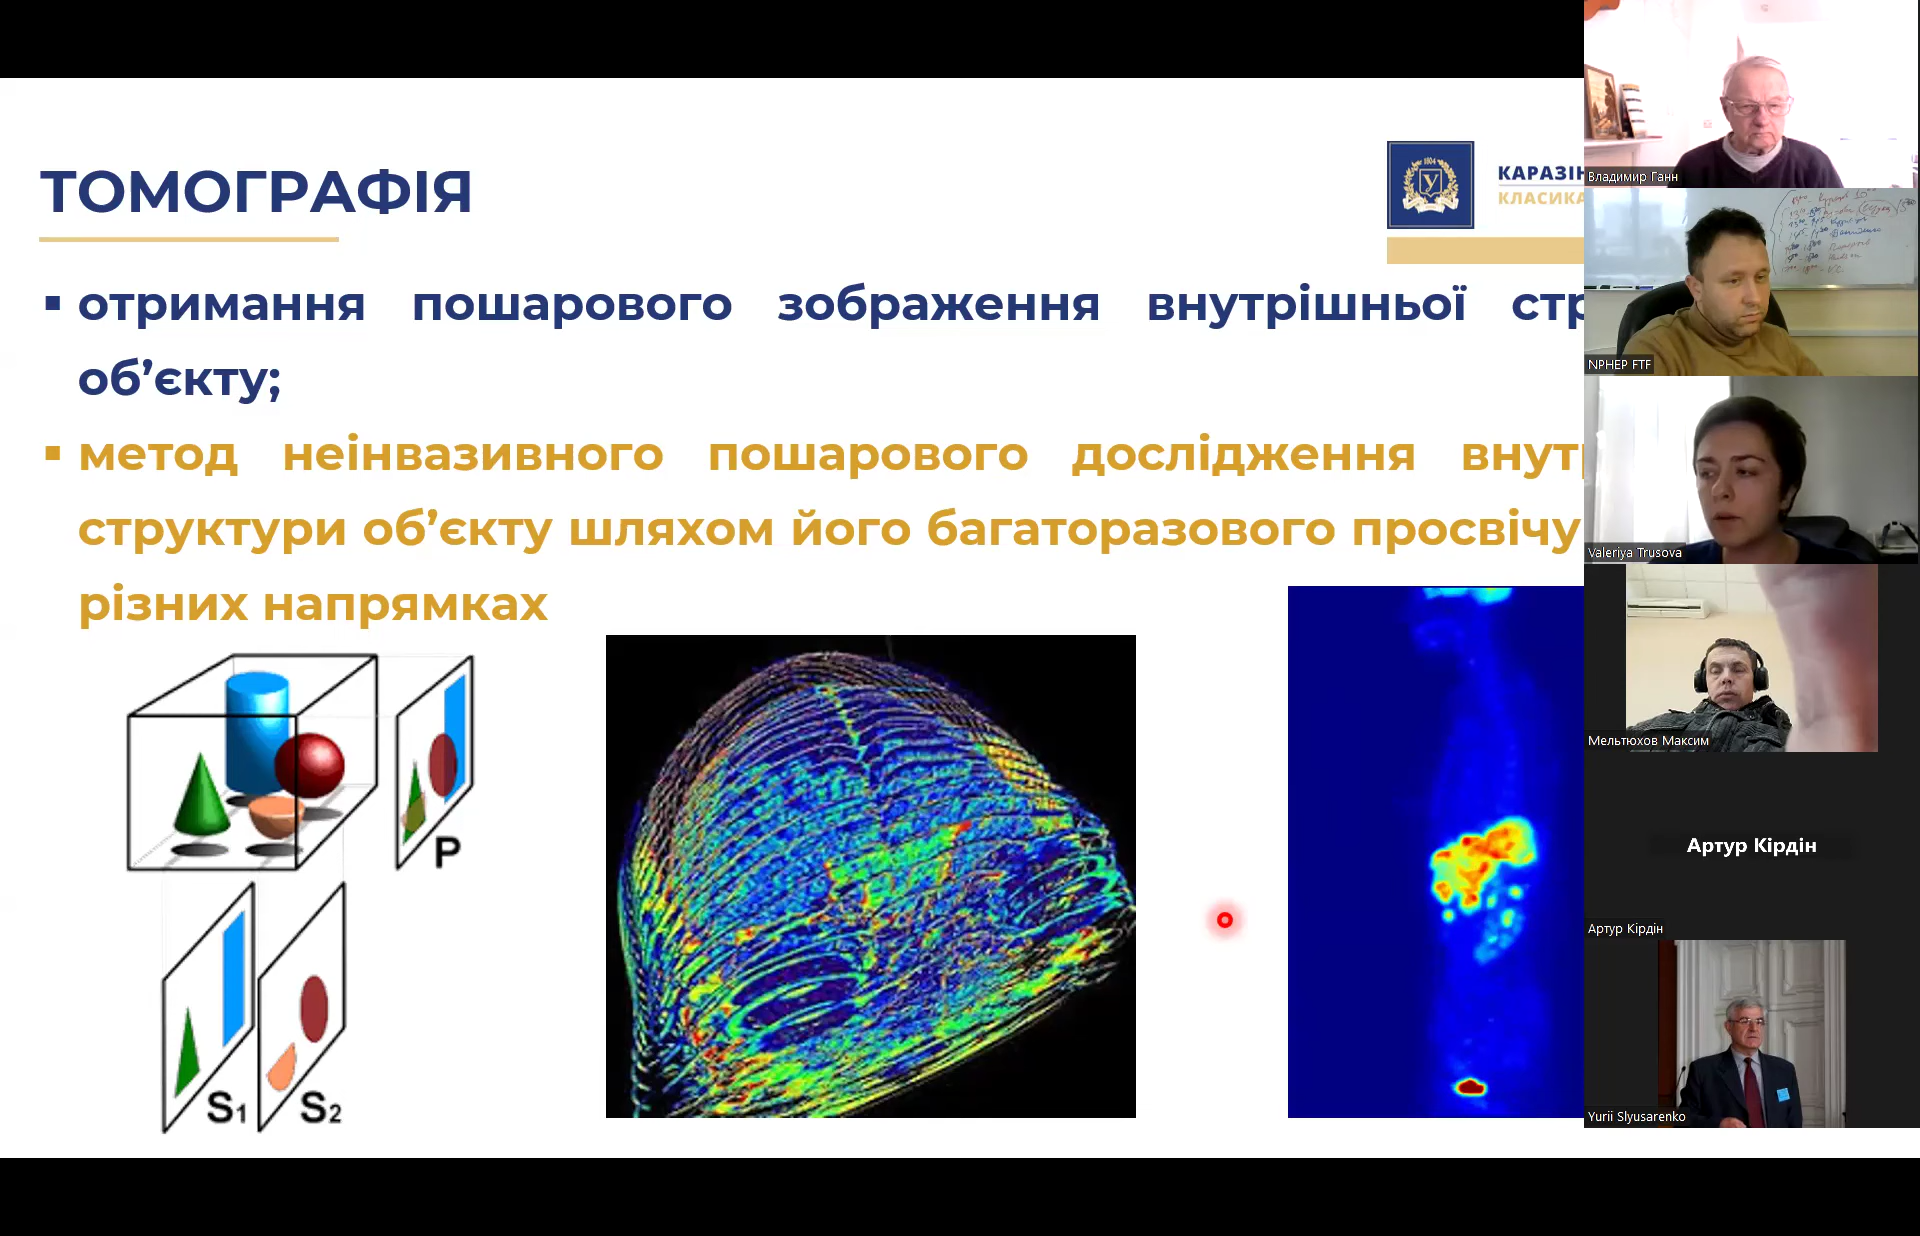 ТОМОГРАФІЯ
1804
У
КАРАЗІН
КЛАСИКА
▪ отримання пошарового зображення внутрішньої стр
об’єкту;
▪ метод неінвазивного пошарового дослідження внут
структури об’єкту шляхом його багаторазового просвічу
різних напрямках
P
S1
S2
Владимир Ганн
NPHEP FTF
Valeriya Trusova
Мельтюхов Максим
Артур Кірдін
Артур Кірдін
Yurii Slyusarenko